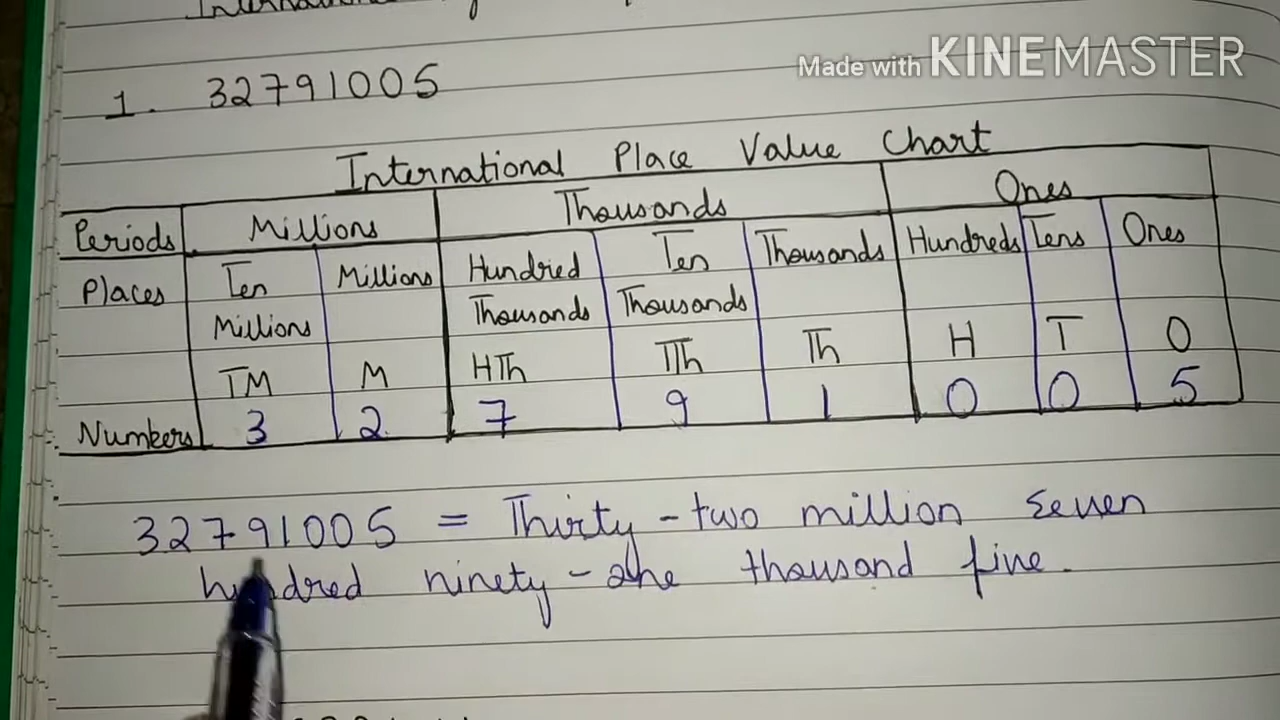 International
Made with KINEMASTER
1. 32791005
International Place Value Chart
Periods Millions Thousands Ones
Places Ten Millions Millions Hundred Thousands Ten Thousands Thousands Hundreds Tens Ones
TM M HTh TTh Th H T O
Numbers 3 2 7 9 1 0 0 5
32791005 = Thirty-two million seven
hundred ninety-one thousand five.